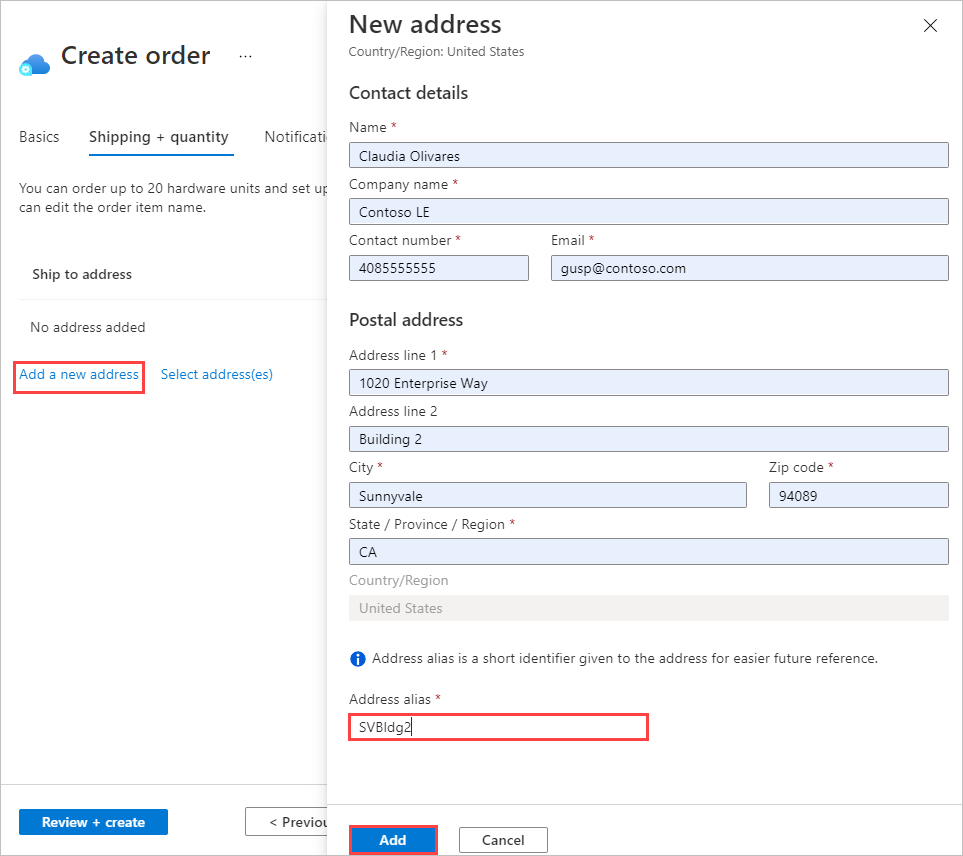 Create order
...
Basics
Shipping + quantity
You can order up to 20 hardware units and set up
can edit the order item name.
Ship to address
No address added
Add a new address
Select address(es)
Review + create
<
New address
Country/Region: United States
Contact details
Name *
Claudia Olivares
Company name *
Contoso LE
Contact number *
Email *
4085555555
gusp@contoso.com
Postal address
Address line 1 *
1020 Enterprise Way
Address line 2
Building 2
City *
Zip code *
Sunnyvale
94089
State / Province / Region *
CA
Country/Region
United States
Address alias is a short identifier given to the address for easier future reference.
Address alias *
SVBldg2
Add
Cancel